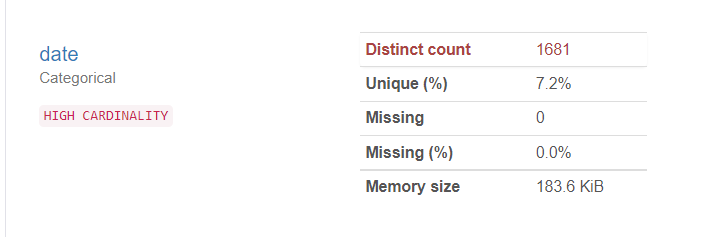 date
Categorical
HIGH CARDINALITY
Distinct count 1681
Unique (%) 7.2%
Missing 0
Missing (%) 0.0%
Memory size 183.6 KiB